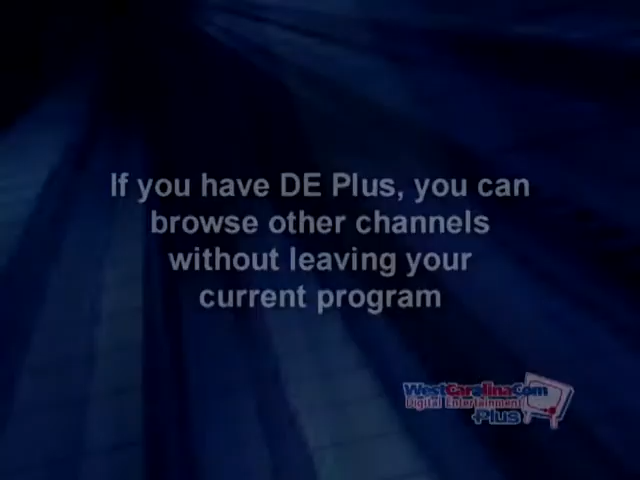 If you have DE Plus, you can
browse other channels
without leaving your
current program
WestCarolinaCom
Digital Entertainment
Plus